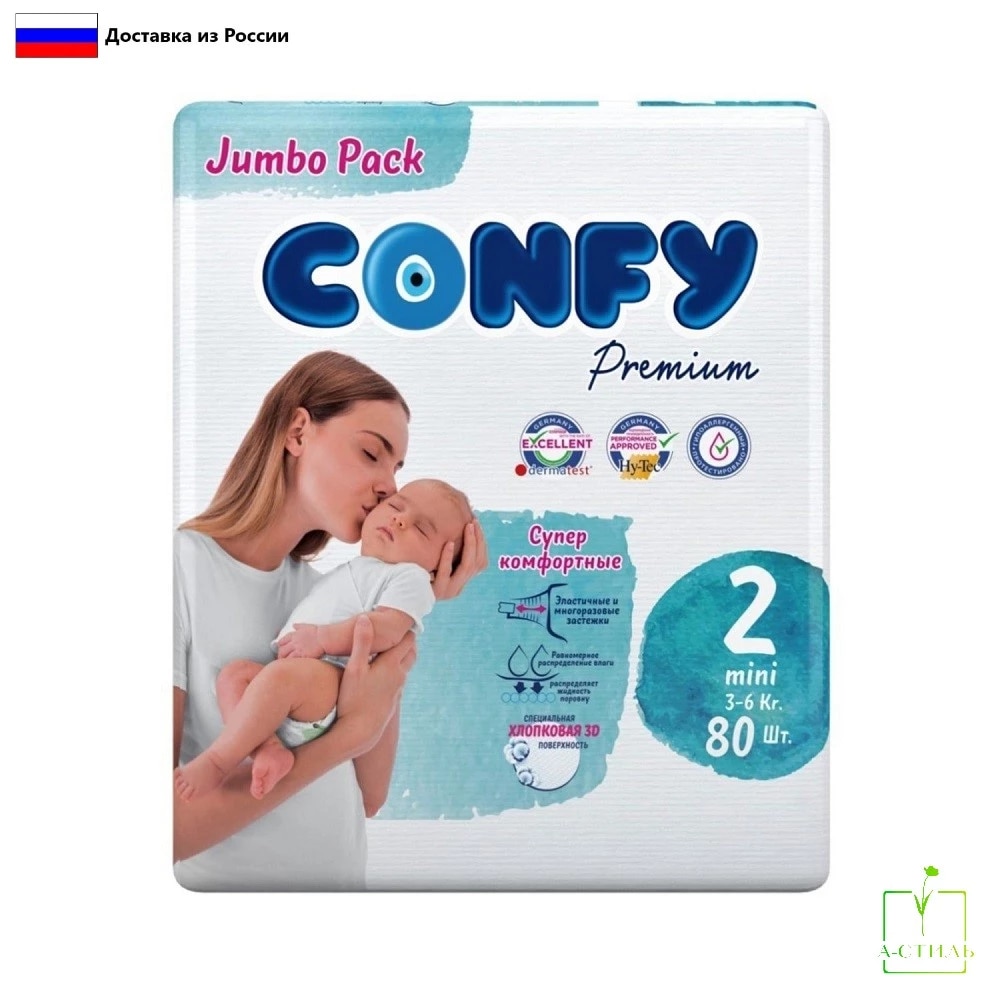 Доставка из России
Jumbo Pack
CONFY
Premium
GERMANY
EXCELLENT
dermatest®
GERMANY
PERFORMANCE
APPROVED
Hy-Tec
ГИПОАЛЛЕРГЕННЫЙ
ПРОТЕСТИРОВАНО
Супер
комфортные
Эластичные и
многоразовые
застежки
Равномерное
распределение влаги
распределяет
жидкость
поровну
СПЕЦИАЛЬНАЯ
ХЛОПКОВАЯ 3D
ПОВЕРХНОСТЬ
2
mini
3-6 Кг.
80 Шт.
А-СТИЛЬ